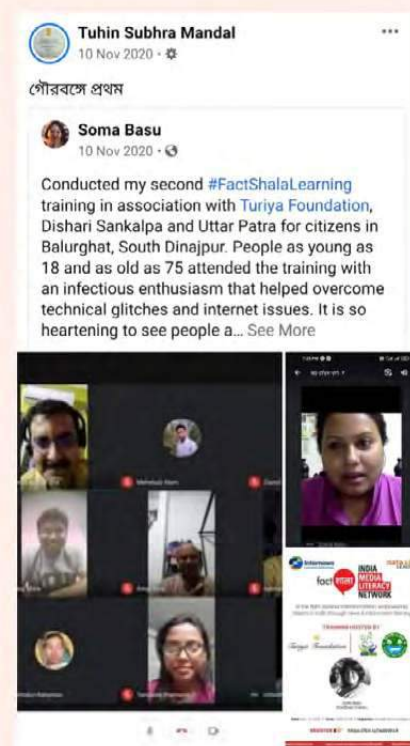 Tuhin Subhra Mandal
10 Nov 2020
গৌরবঙ্গে প্রথম
Soma Basu
10 Nov 2020
Conducted my second #FactShalaLearning
training in association with Turiya Foundation,
Dishari Sankalpa and Uttar Patra for citizens in
Balurghat, South Dinajpur. People as young as
18 and as old as 75 attended the training with
an infectious enthusiasm that helped overcome
technical glitches and internet issues. It is so
heartening to see people a... See More
Internews
fact শালা
INDIA
MEDIA
LITERACY
NETWORK
TRAINING HOSTED BY
Turiya Foundation